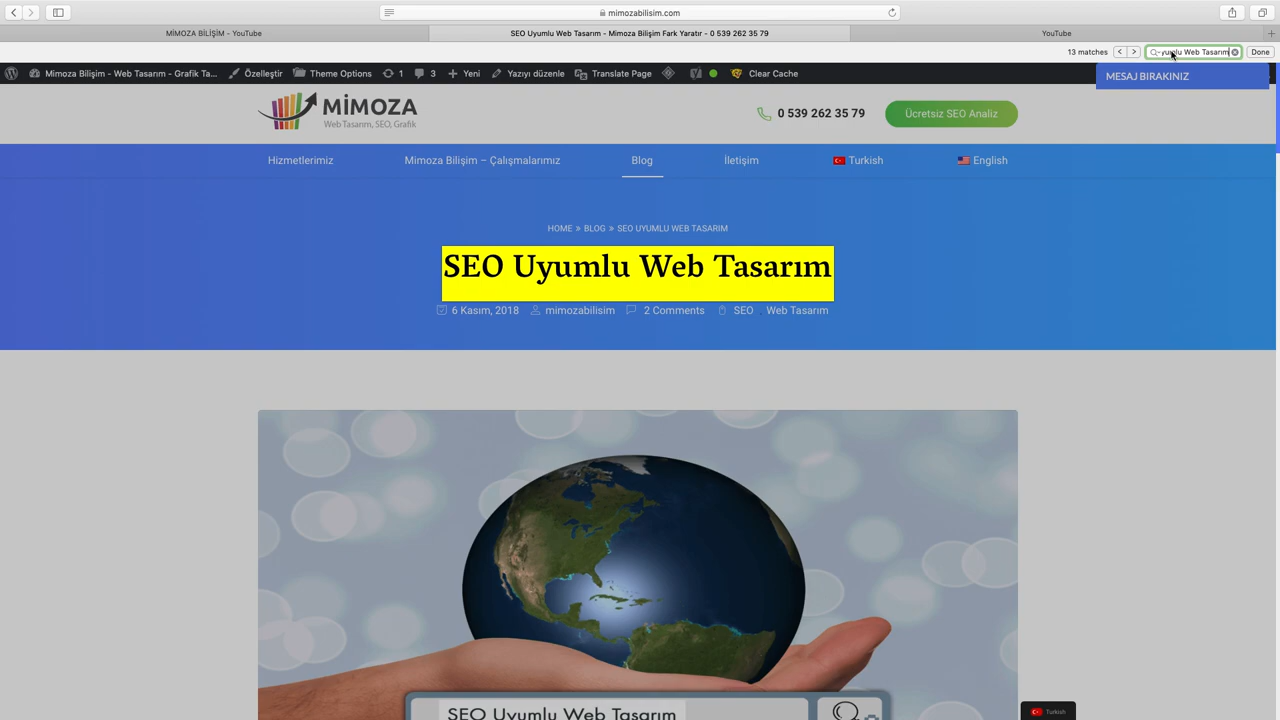 mimozabilisim.com
MİMOZA BİLİŞİM - YouTube
SEO Uyumlu Web Tasarım - Mimoza Bilişim Fark Yaratır - 0 539 262 35 79
YouTube
13 matches
yumlu Web Tasarım
Done
Mimoza Bilişim - Web Tasarım - Grafik Ta...
Özelleştir
Theme Options
1
3
Yeni
Yazıyı düzenle
Translate Page
Clear Cache
MESAJ BIRAKINIZ
MİMOZA
Web Tasarım, SEO, Grafik
0 539 262 35 79
Ücretsiz SEO Analiz
Hizmetlerimiz
Mimoza Bilişim – Çalışmalarımız
Blog
İletişim
Turkish
English
HOME » BLOG » SEO UYUMLU WEB TASARIM
SEO Uyumlu Web Tasarım
6 Kasım, 2018
mimozabilisim
2 Comments
SEO , Web Tasarım
SEO Uyumlu Web Tasarım
Turkish